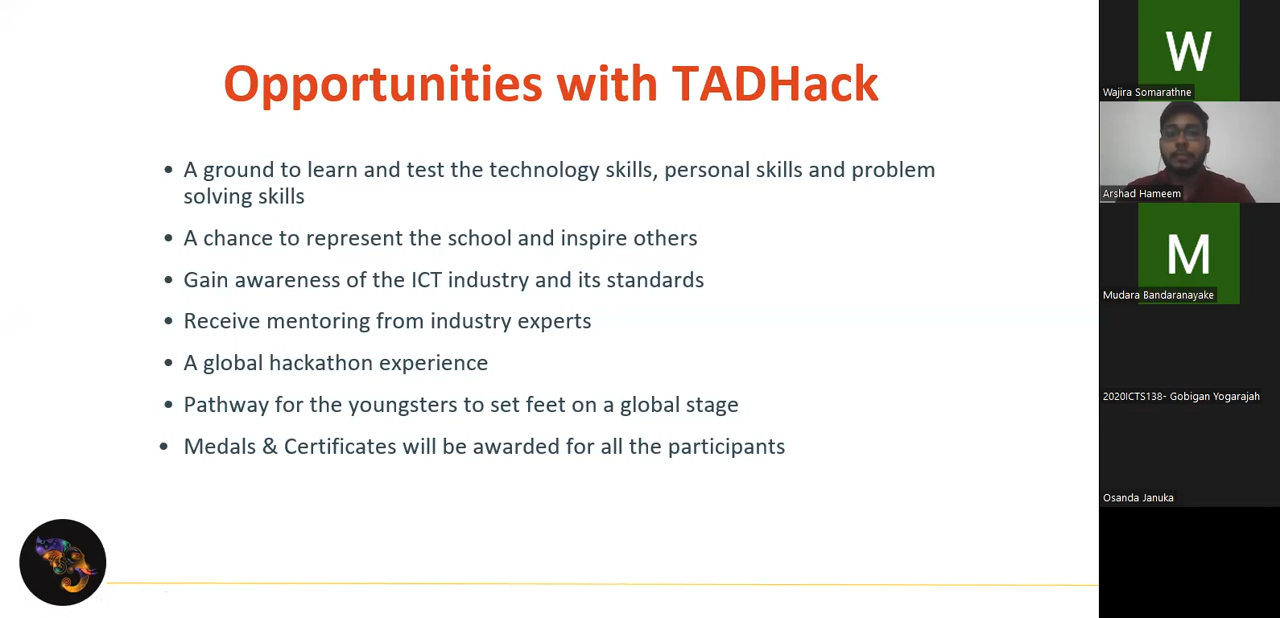 Opportunities with TADHack
• A ground to learn and test the technology skills, personal skills and problem
solving skills
• A chance to represent the school and inspire others
• Gain awareness of the ICT industry and its standards
• Receive mentoring from industry experts
• A global hackathon experience
• Pathway for the youngsters to set feet on a global stage
• Medals & Certificates will be awarded for all the participants
W
Wajira Somarathne
Arshad Hameem
M
Mudara Bandaranayake
2020ICTS138- Gobigan Yogarajah
Osanda Januka